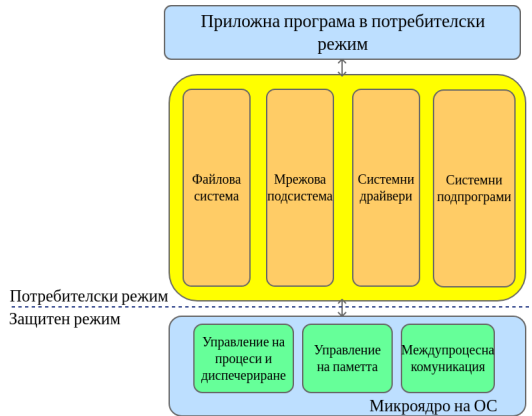 Приложна програма в потребителски
режим
Файлова
система
Мрежова
подсистема
Системни
драйвери
Системни
подпрограми
Потребителски режим
Защитен режим
Управление на
процеси и
диспечериране
Управление
на паметта
Междупроцесна
комуникация
Микроядро на ОС